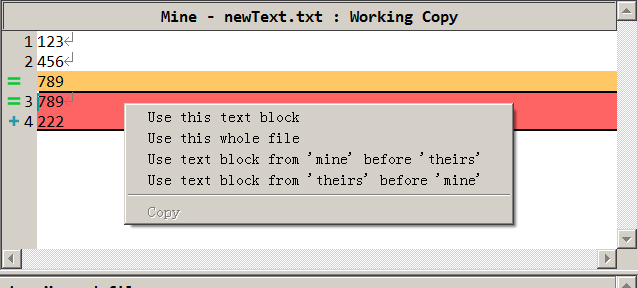 Mine - newText.txt : Working Copy
1 123
2 456
789
3 789
4 222
Use this text block
Use this whole file
Use text block from 'mine' before 'theirs'
Use text block from 'theirs' before 'mine'
Copy